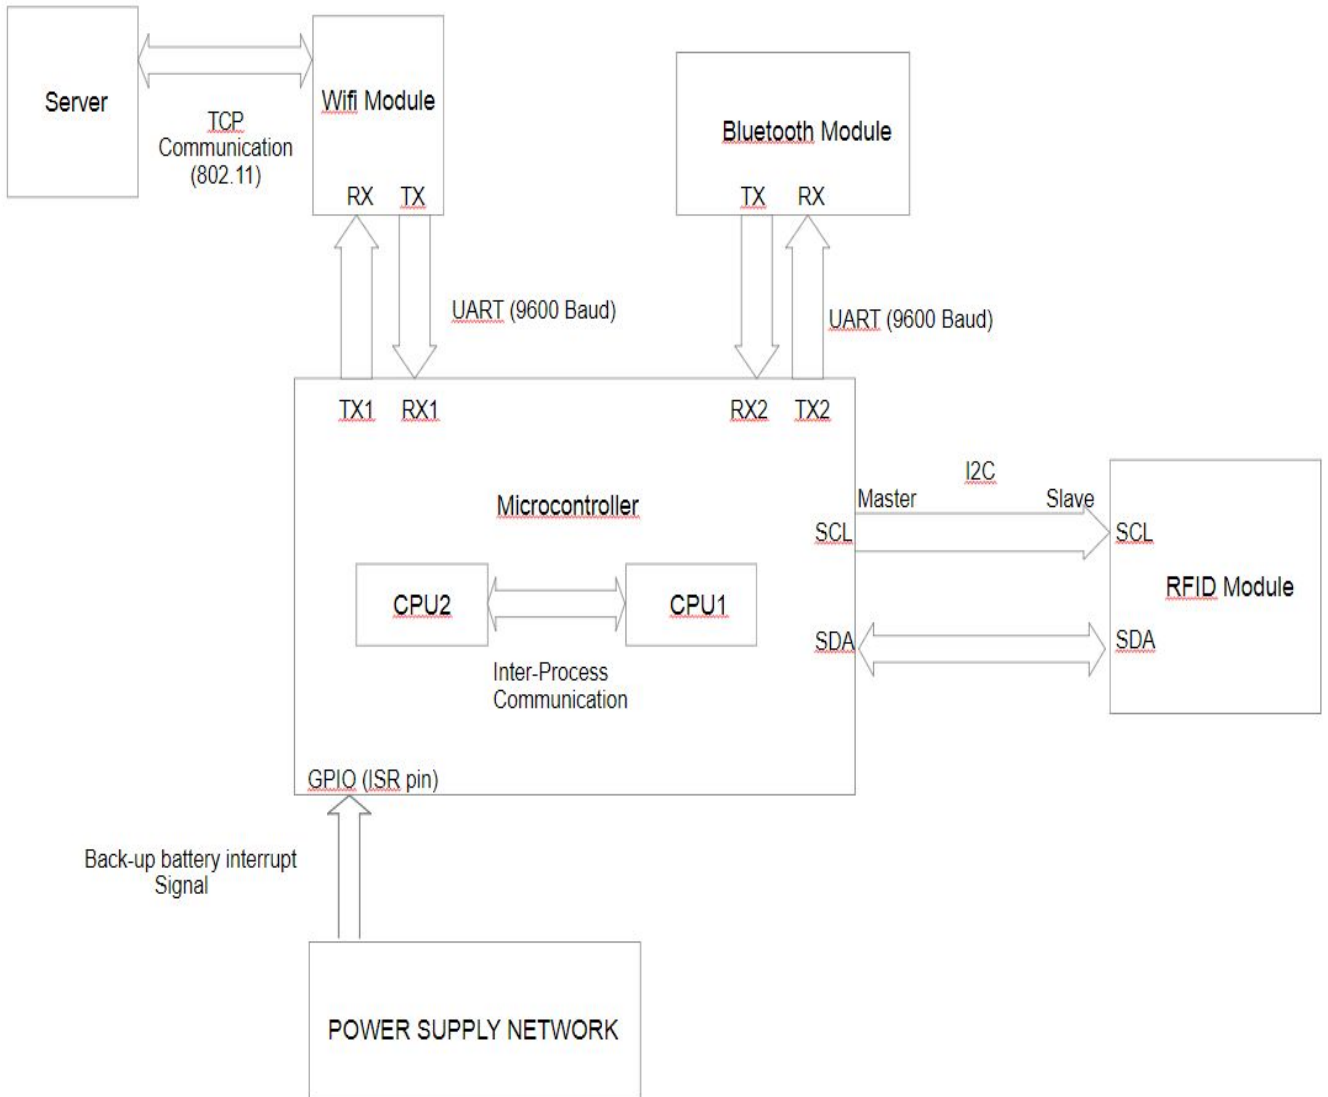 Server
TCP
Communication
(802.11)
Wifi Module
RX TX
Bluetooth Module
TX RX
UART (9600 Baud)
UART (9600 Baud)
TX1 RX1
RX2 TX2
Microcontroller
CPU2
CPU1
Inter-Process
Communication
I2C
Master
Slave
SCL
SCL
RFID Module
SDA
SDA
GPIO (ISR pin)
Back-up battery interrupt
Signal
POWER SUPPLY NETWORK